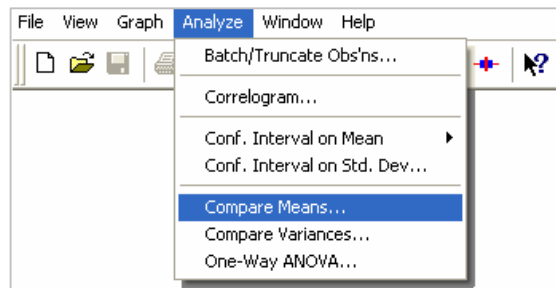 File View Graph Analyze Window Help
Batch/Truncate Obs'ns...
Correlogram...
Conf. Interval on Mean
Conf. Interval on Std. Dev...
Compare Means...
Compare Variances...
One-Way ANOVA...